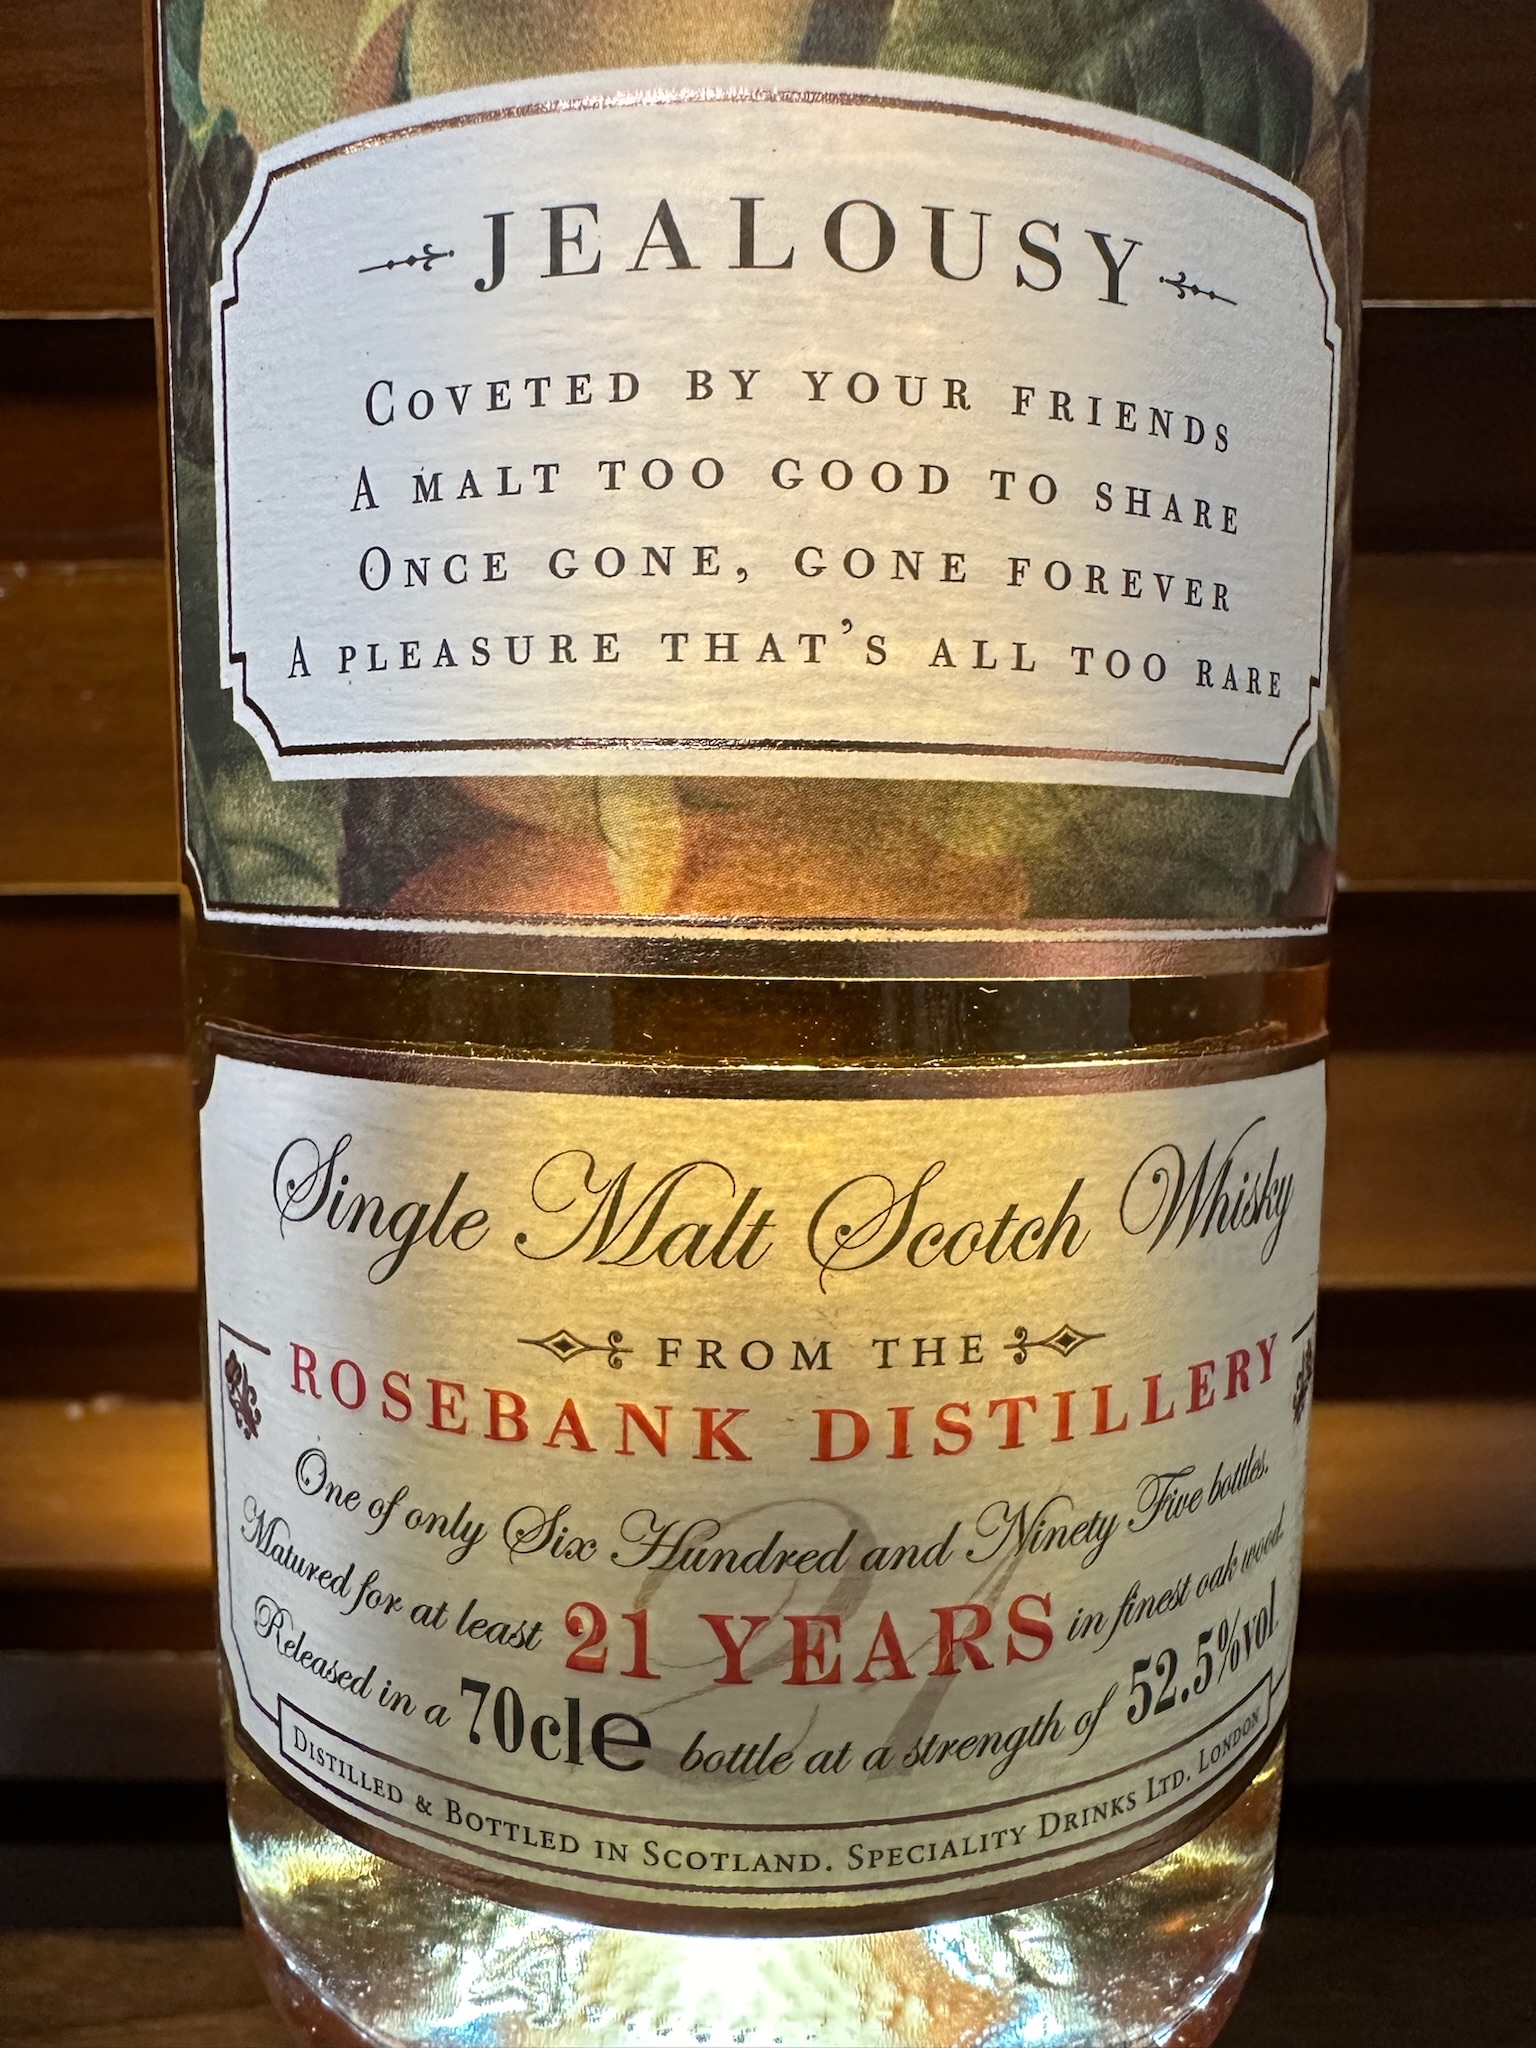 JEALOUSY
COVETED BY YOUR FRIENDS
A MALT TOO GOOD TO SHARE
ONCE GONE, GONE FOREVER
A PLEASURE THAT'S ALL TOO RARE
Single Malt Scotch Whisky
FROM THE
ROSEBANK DISTILLERY
21
One of only Six Hundred and Ninety Five bottles.
Matured for at least 21 YEARS in finest oak wood.
Released in a 70cle bottle at a strength of 52.5%vol.
DISTILLED & BOTTLED IN SCOTLAND. SPECIALITY DRINKS LTD. LONDON